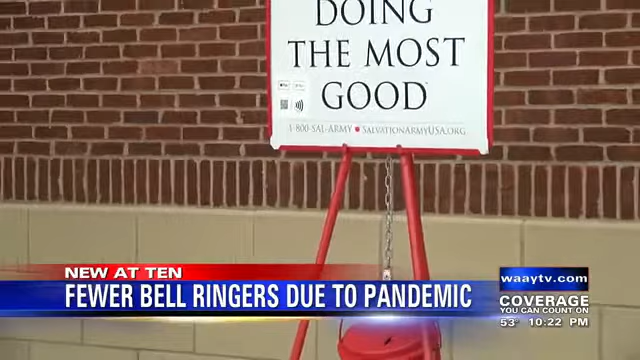 DOING
THE MOST
GOOD
1-800-SAL-ARMY • SALVATIONARMYUSA.ORG
NEW AT TEN
FEWER BELL RINGERS DUE TO PANDEMIC
waaytv.com
COVERAGE
YOU CAN COUNT ON
53° 10:22 PM